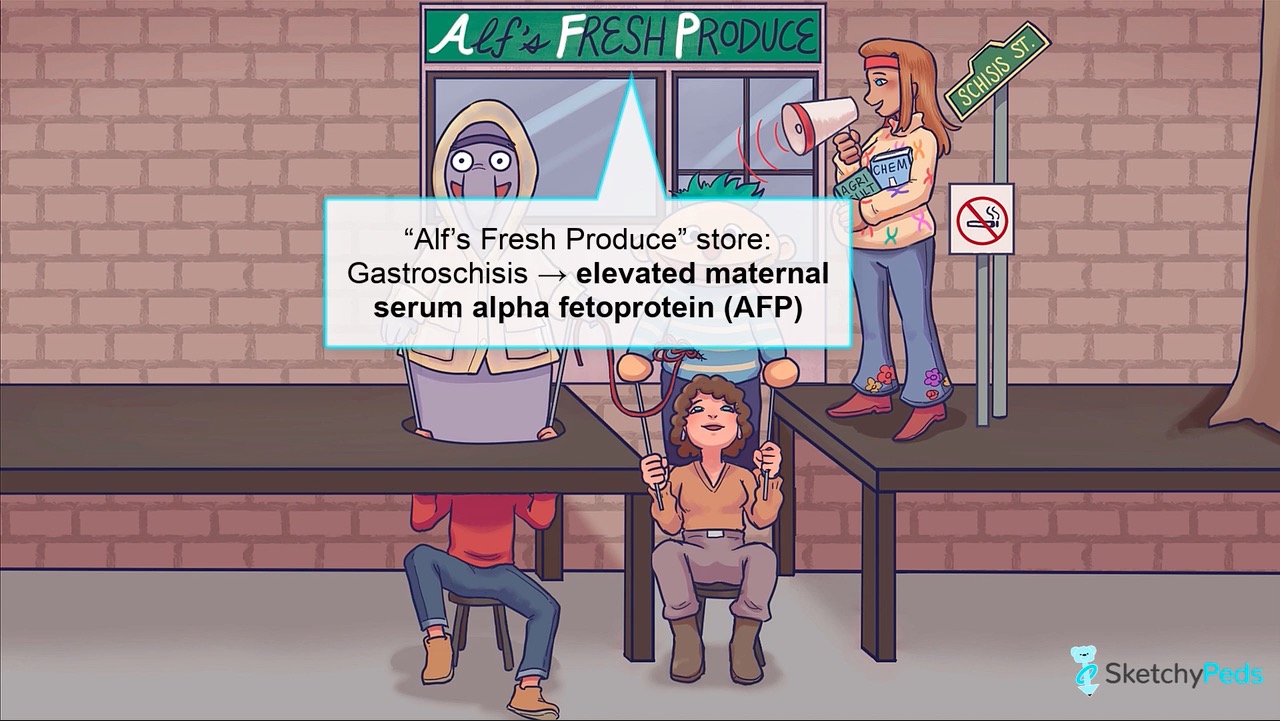 Alf's FRESH PRODUCE
SCHISIS ST.
CHEM
AGRI
CULT
“Alf’s Fresh Produce” store:
Gastroschisis → elevated maternal
serum alpha fetoprotein (AFP)
SketchyPeds